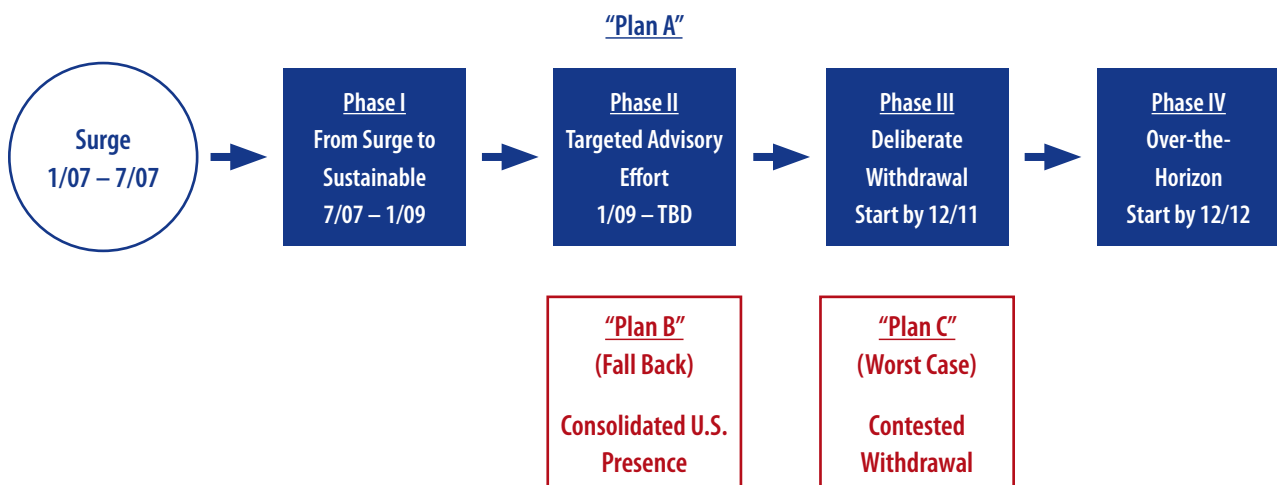 “Plan A”
Surge
1/07 – 7/07
Phase I
From Surge to
Sustainable
7/07 – 1/09
Phase II
Targeted Advisory
Effort
1/09 – TBD
Phase III
Deliberate
Withdrawal
Start by 12/11
Phase IV
Over-the-
Horizon
Start by 12/12
“Plan B”
(Fall Back)
Consolidated U.S.
Presence
“Plan C”
(Worst Case)
Contested
Withdrawal